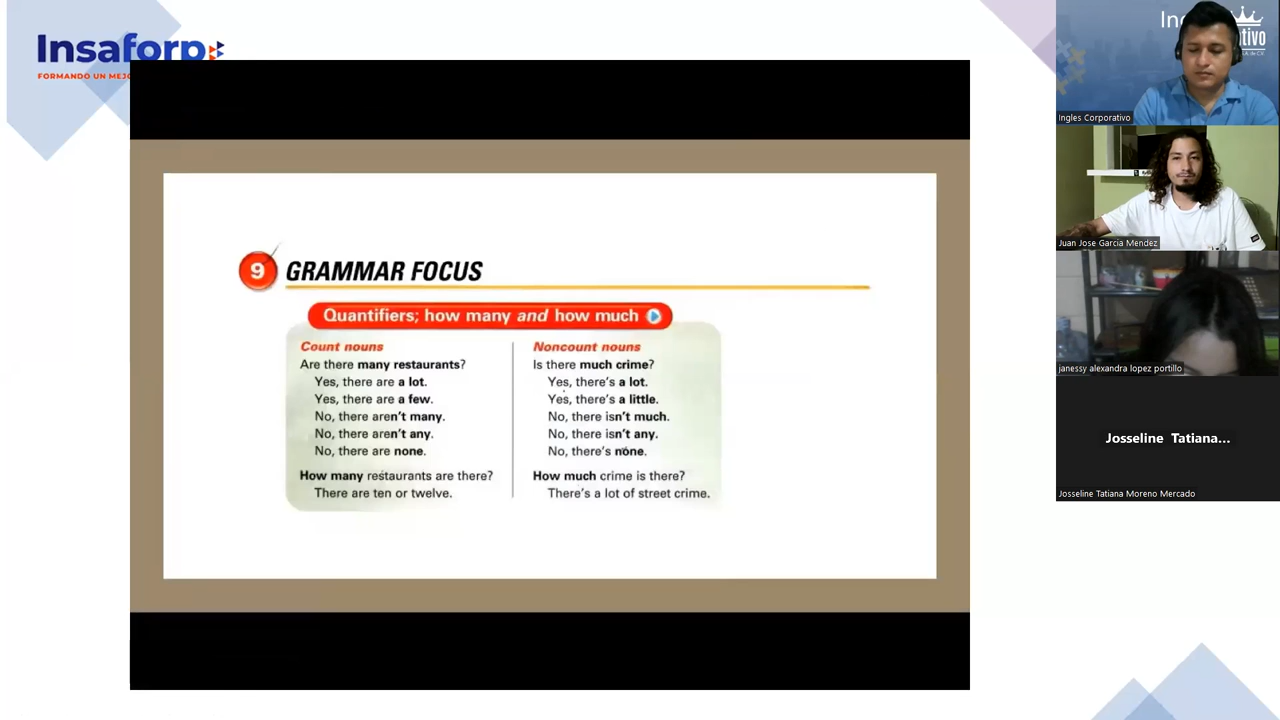 Insaforp
FORMANDO UN MEJ
9 GRAMMAR FOCUS
Quantifiers; how many and how much
Count nouns
Are there many restaurants?
Yes, there are a lot.
Yes, there are a few.
No, there aren't many.
No, there aren't any.
No, there are none.
How many restaurants are there?
There are ten or twelve.
Noncount nouns
Is there much crime?
Yes, there's a lot.
Yes, there's a little.
No, there isn't much.
No, there isn't any.
No, there's none.
How much crime is there?
There's a lot of street crime.
Ingles Corporativo
Juan Jose Garcia Mendez
janessy alexandra lopez portillo
Josseline Tatiana...
Josseline Tatiana Moreno Mercado